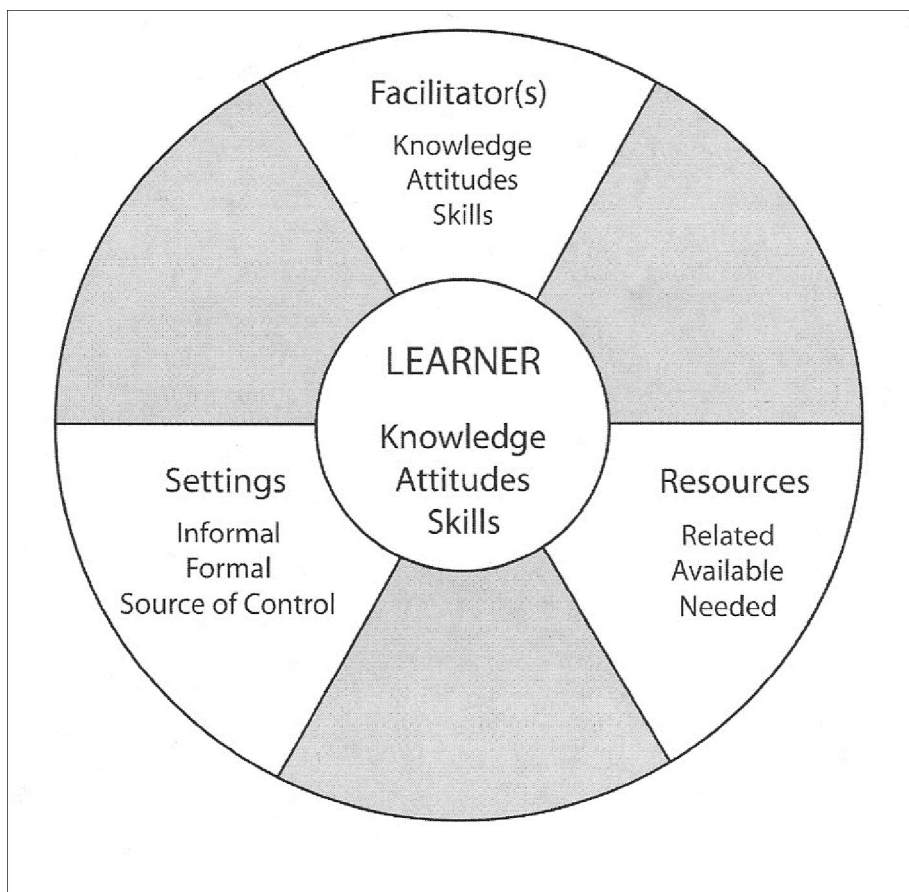 Facilitator(s)
Knowledge
Attitudes
Skills
LEARNER
Knowledge
Attitudes
Skills
Settings
Informal
Formal
Source of Control
Resources
Related
Available
Needed